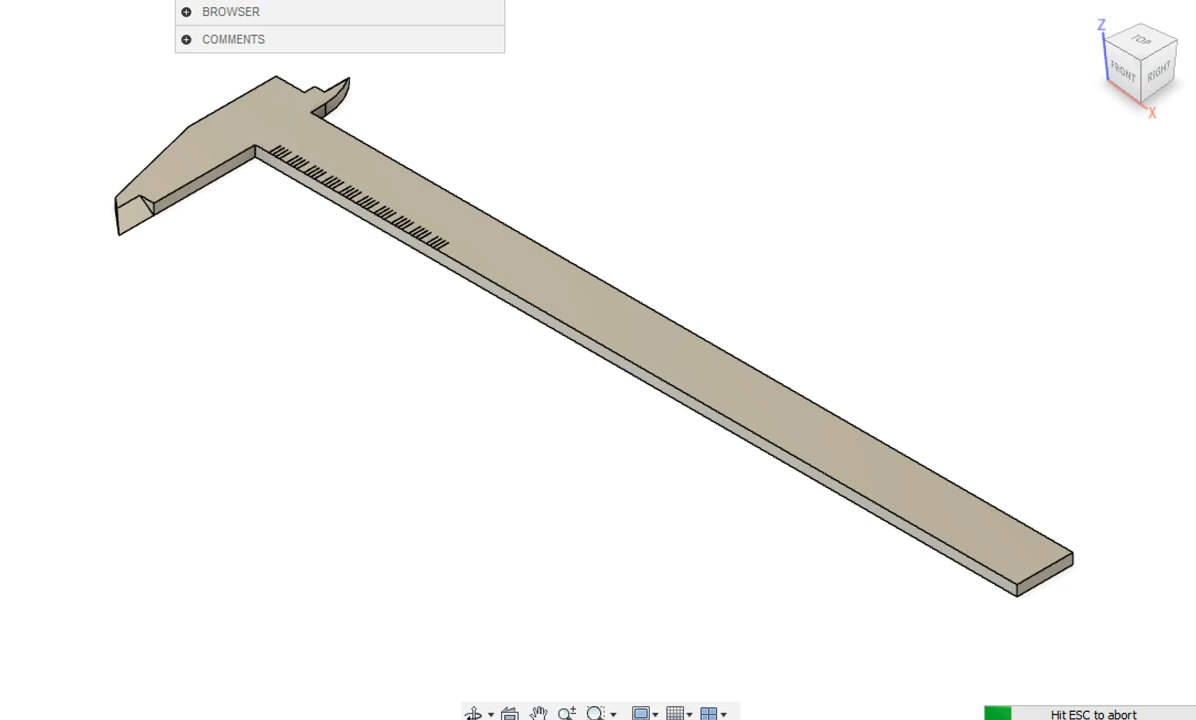 BROWSER
COMMENTS
Z
TOP
FRONT
RIGHT
X
Hit ESC to abort